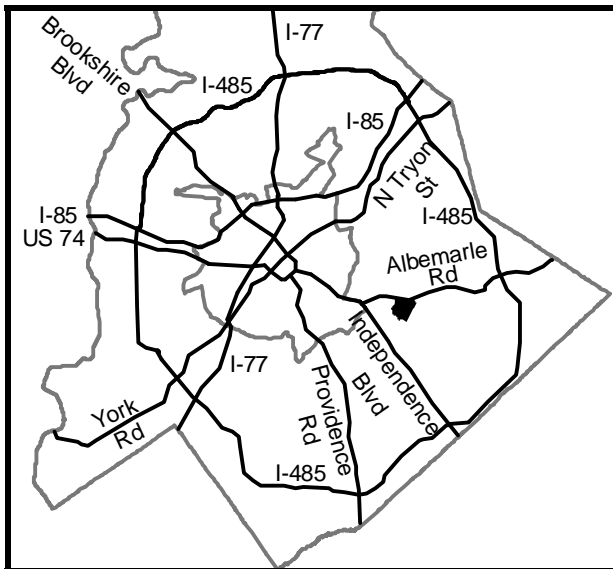 I-77
Brookshire
Blvd
I-485
I-85
N Tryon
St
I-85
US 74
I-485
Albemarle
Rd
Independence
Blvd
I-77
Providence
Rd
York
Rd
I-485